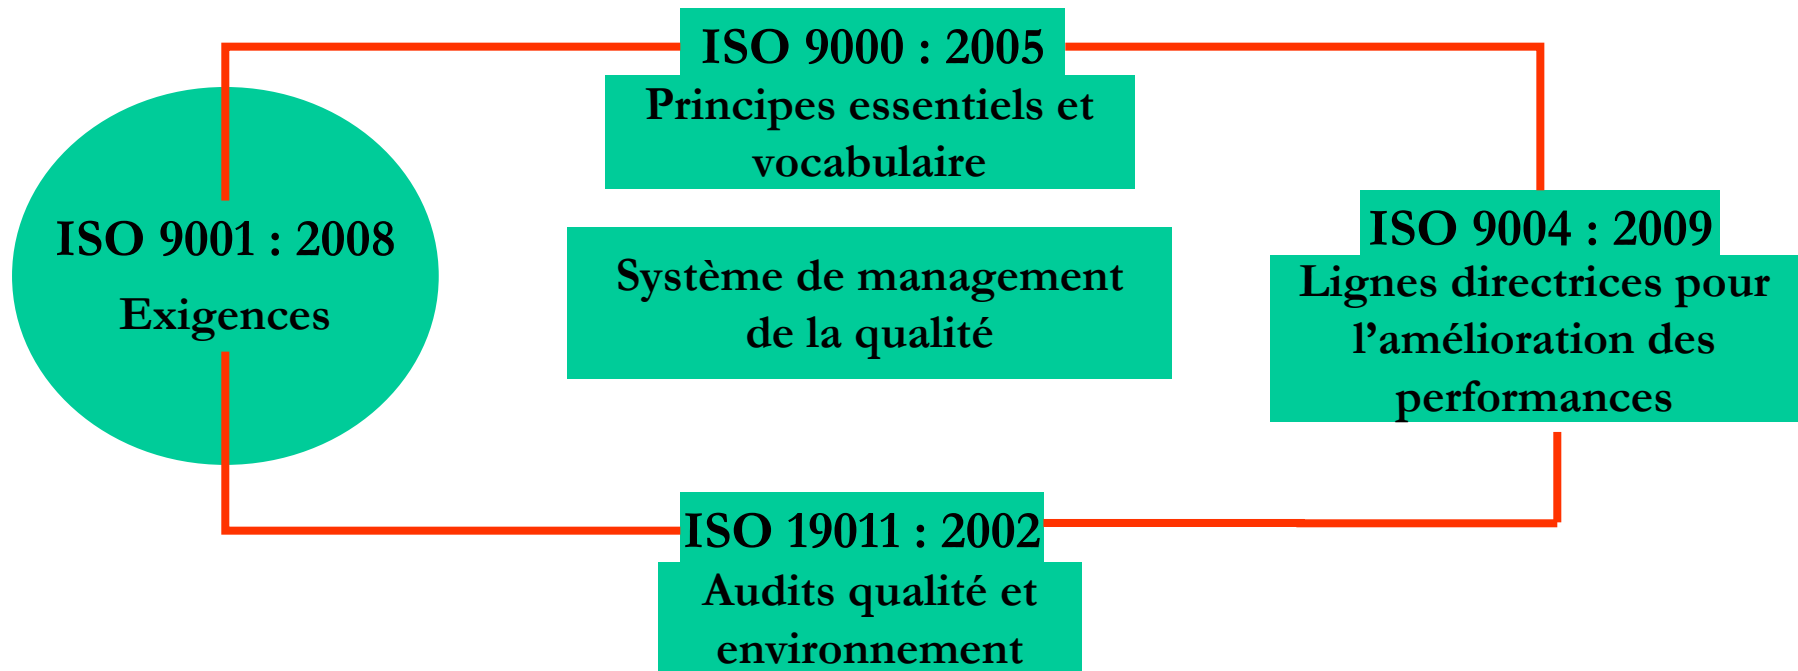 ISO 9000 : 2005
Principes essentiels et
vocabulaire
ISO 9001 : 2008
Exigences
Système de management
de la qualité
ISO 9004 : 2009
Lignes directrices pour
l’amélioration des
performances
ISO 19011 : 2002
Audits qualité et
environnement